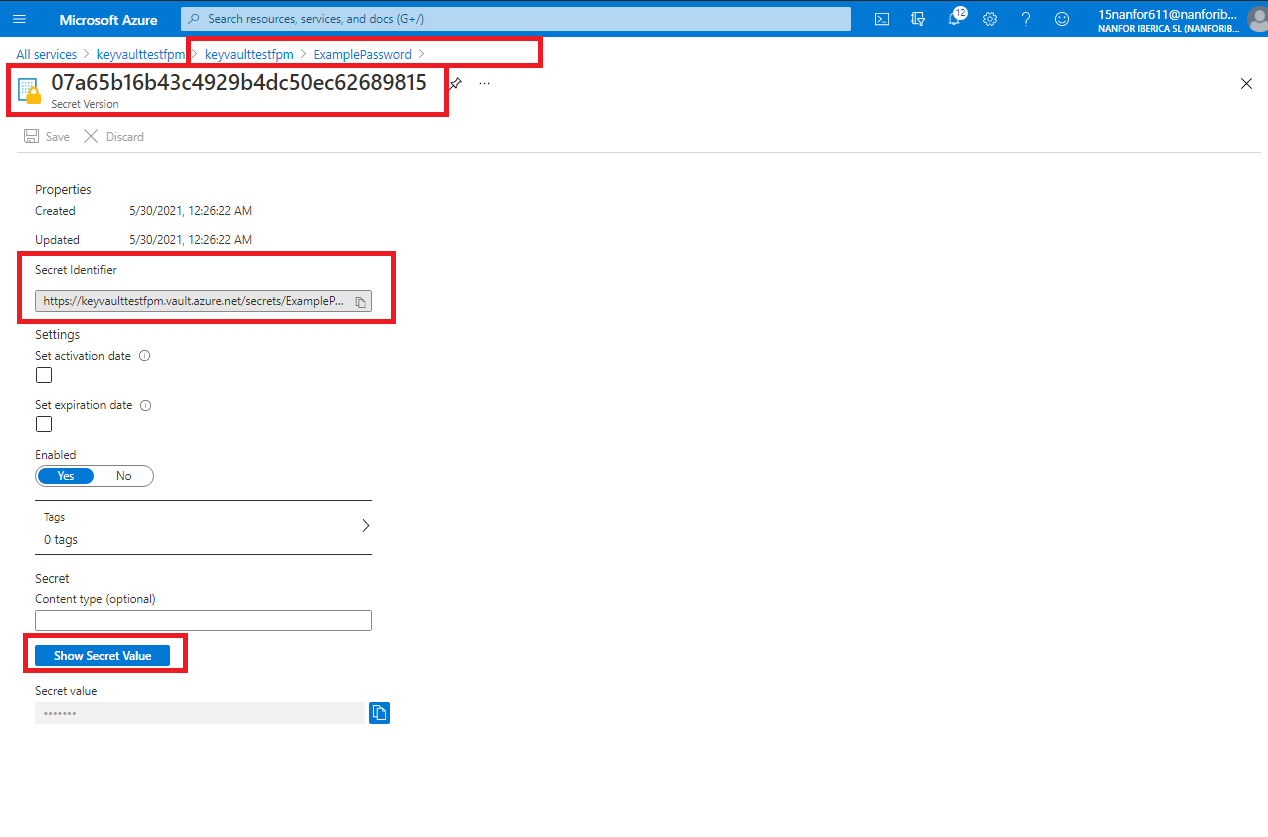 Microsoft Azure
Search resources, services, and docs (G+/)
12
15nanfor611@nanforib...
NANFOR IBERICA SL (NANFORIB...
All services > keyvaulttestfpm > keyvaulttestfpm > ExamplePassword >
07a65b16b43c4929b4dc50ec62689815
Secret Version
Save Discard
Properties
Created 5/30/2021, 12:26:22 AM
Updated 5/30/2021, 12:26:22 AM
Secret Identifier
https://keyvaulttestfpm.vault.azure.net/secrets/ExampleP...
Settings
Set activation date
Set expiration date
Enabled
Yes No
Tags
0 tags
Secret
Content type (optional)
Show Secret Value
Secret value
•••••••